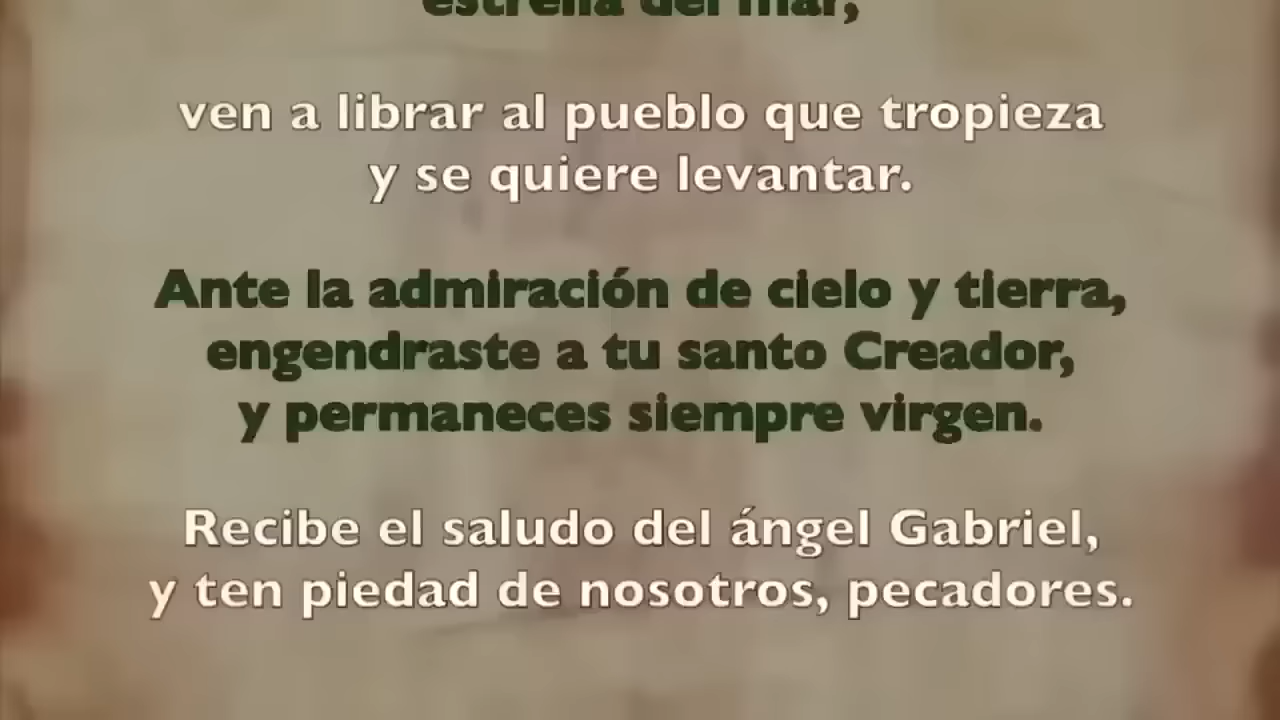 estrella del mar,
ven a librar al pueblo que tropieza
y se quiere levantar.
Ante la admiración de cielo y tierra,
engendraste a tu santo Creador,
y permaneces siempre virgen.
Recibe el saludo del ángel Gabriel,
y ten piedad de nosotros, pecadores.